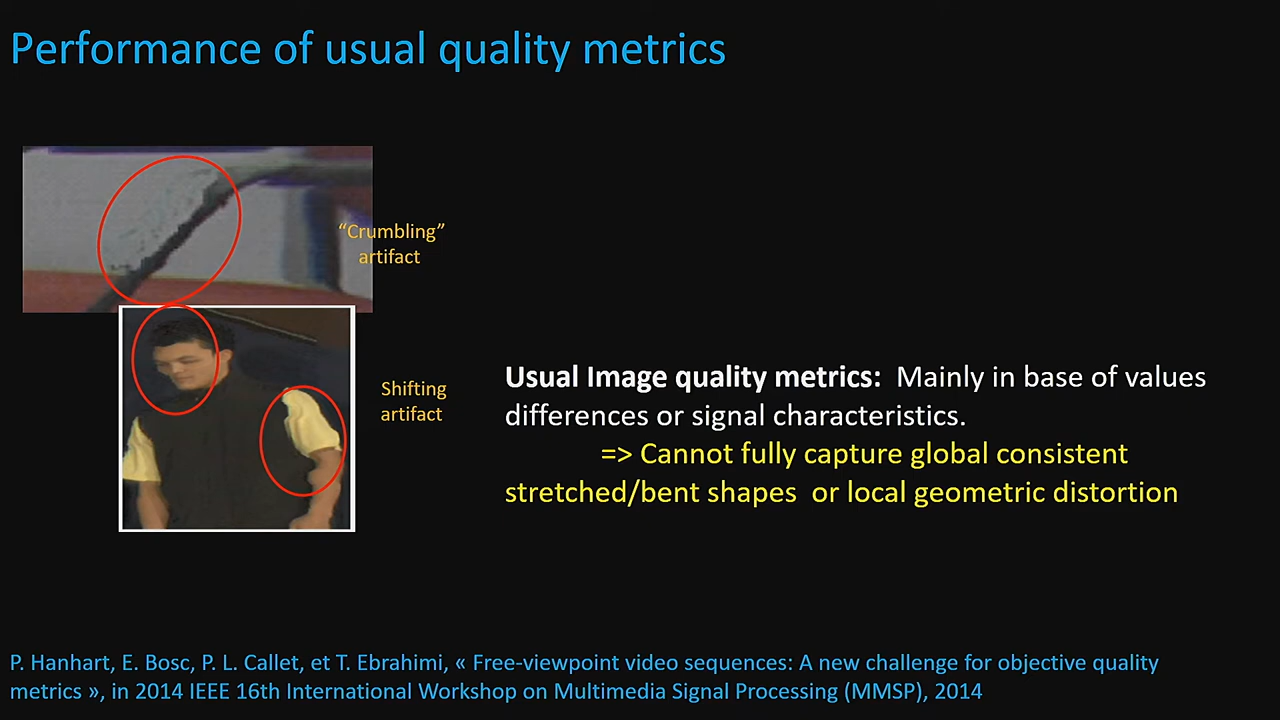 Performance of usual quality metrics
“Crumbling”
artifact
Shifting
artifact
Usual Image quality metrics:  Mainly in base of values
differences or signal characteristics.
=> Cannot fully capture global consistent
stretched/bent shapes  or local geometric distortion
P. Hanhart, E. Bosc, P. L. Callet, et T. Ebrahimi, « Free-viewpoint video sequences: A new challenge for objective quality
metrics », in 2014 IEEE 16th International Workshop on Multimedia Signal Processing (MMSP), 2014